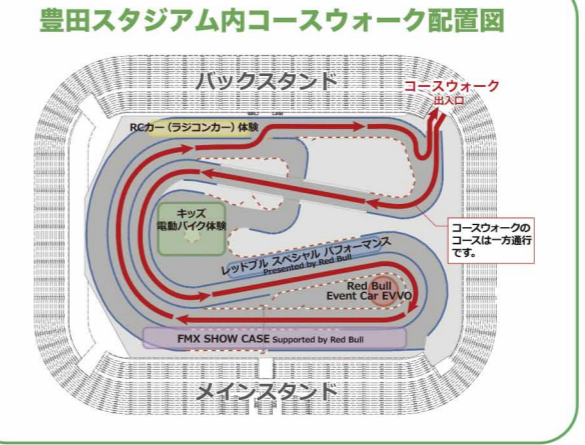 豊田スタジアム内コースウォーク配置図
バックスタンド
コースウォーク
出入口
RCカー（ラジコンカー）体験
キッズ
電動バイク体験
コースウォークの
コースは一方通行
です。
レッドブル スペシャル パフォーマンス
Presented by Red Bull
Red Bull
Event Car EVVO
FMX SHOW CASE Supported by Red Bull
メインスタンド